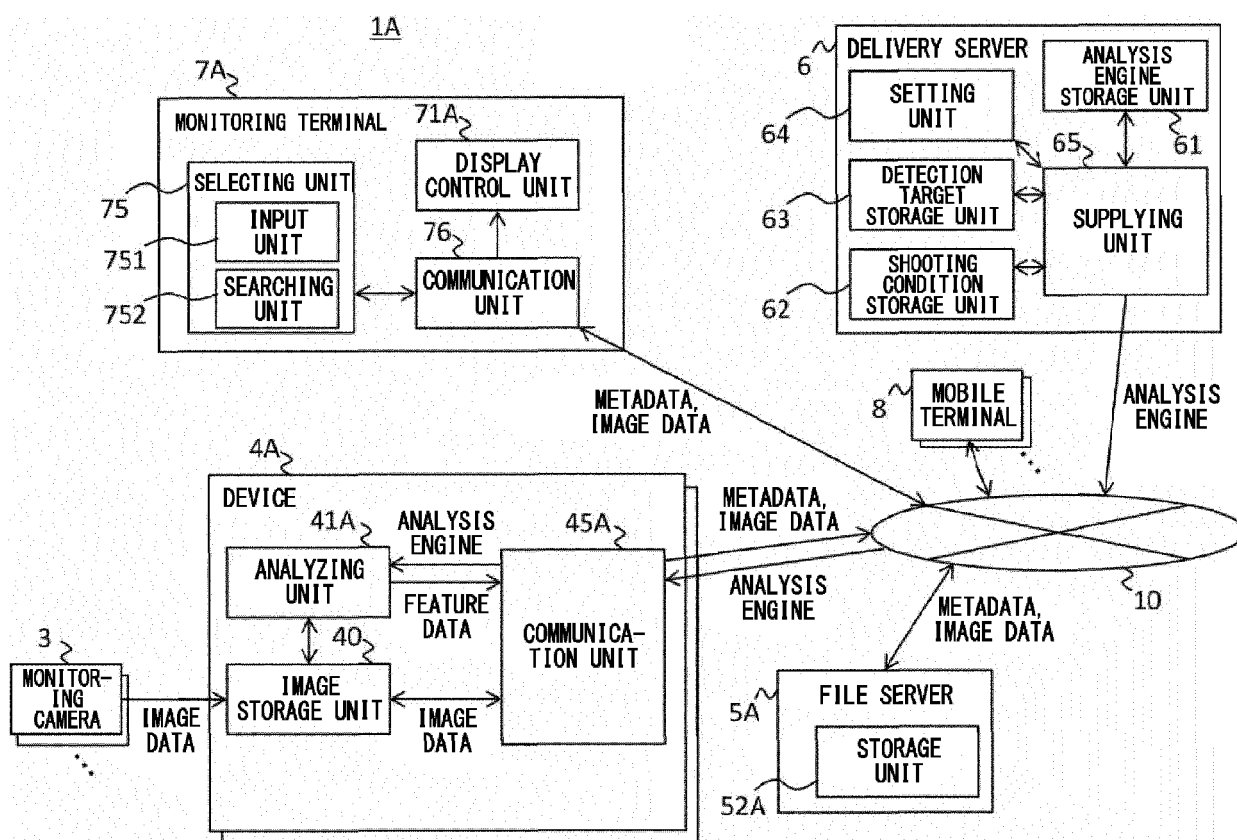 1A
7A
MONITORING TERMINAL
71A
DISPLAY
CONTROL UNIT
75
SELECTING UNIT
INPUT
UNIT
751
SEARCHING
UNIT
752
76
COMMUNICATION
UNIT
6
DELIVERY SERVER
ANALYSIS
ENGINE
STORAGE UNIT
61
SETTING
UNIT
64
65
DETECTION
TARGET
STORAGE UNIT
63
SUPPLYING
UNIT
SHOOTING
CONDITION
STORAGE UNIT
62
METADATA,
IMAGE DATA
8
MOBILE
TERMINAL
ANALYSIS
ENGINE
4A
DEVICE
41A
ANALYZING
UNIT
ANALYSIS
ENGINE
FEATURE
DATA
45A
COMMUNICA-
TION UNIT
METADATA,
IMAGE DATA
ANALYSIS
ENGINE
10
3
MONITOR-
ING
CAMERA
IMAGE
DATA
40
IMAGE
STORAGE UNIT
IMAGE
DATA
METADATA,
IMAGE DATA
5A
FILE SERVER
STORAGE
UNIT
52A